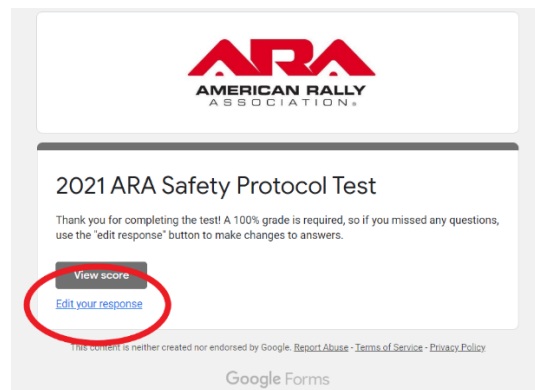 ARA
AMERICAN RALLY
ASSOCIATION®
2021 ARA Safety Protocol Test
Thank you for completing the test! A 100% grade is required, so if you missed any questions,
use the "edit response" button to make changes to answers.
View score
Edit your response
This content is neither created nor endorsed by Google. Report Abuse - Terms of Service - Privacy Policy
Google Forms